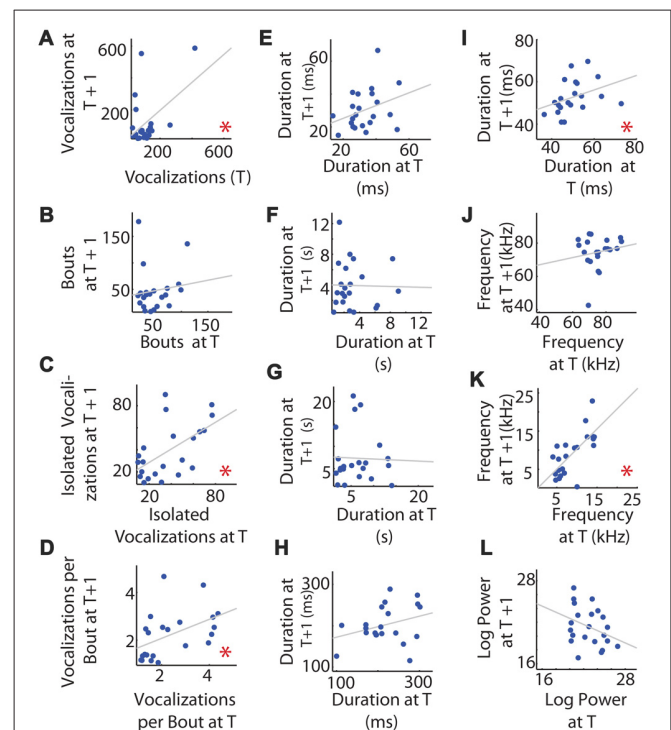 A
Vocalizations at
T + 1
600
200
200
600
*
Vocalizations (T)
B
Bouts
at T + 1
150
50
50
150
Bouts at T
C
Isolated Vocali-
zations at T + 1
80
20
20
80
*
Isolated
Vocalizations at T
D
Vocalizations per
Bout at T+1
4
2
2
4
*
Vocalizations
per Bout at T
E
Duration at
T+1 (ms)
60
20
20
60
Duration at T
(ms)
F
Duration at
T+1 (s)
12
8
4
4
8
12
Duration at T
(s)
G
Duration at
T+1 (s)
20
5
5
20
Duration at T
(s)
H
Duration at
T+1 (ms)
300
100
100
300
Duration at T
(ms)
I
Duration at
T+1(ms)
80
60
40
40
60
80
*
Duration at
T (ms)
J
Frequency
at T+1(kHz)
100
80
60
40
40
60
80
Frequency
at T (kHz)
K
Frequency
at T +1(kHz)
25
15
5
5
15
25
*
Frequency
at T (kHz)
L
Log Power
at T+1
28
16
16
28
Log Power
at T